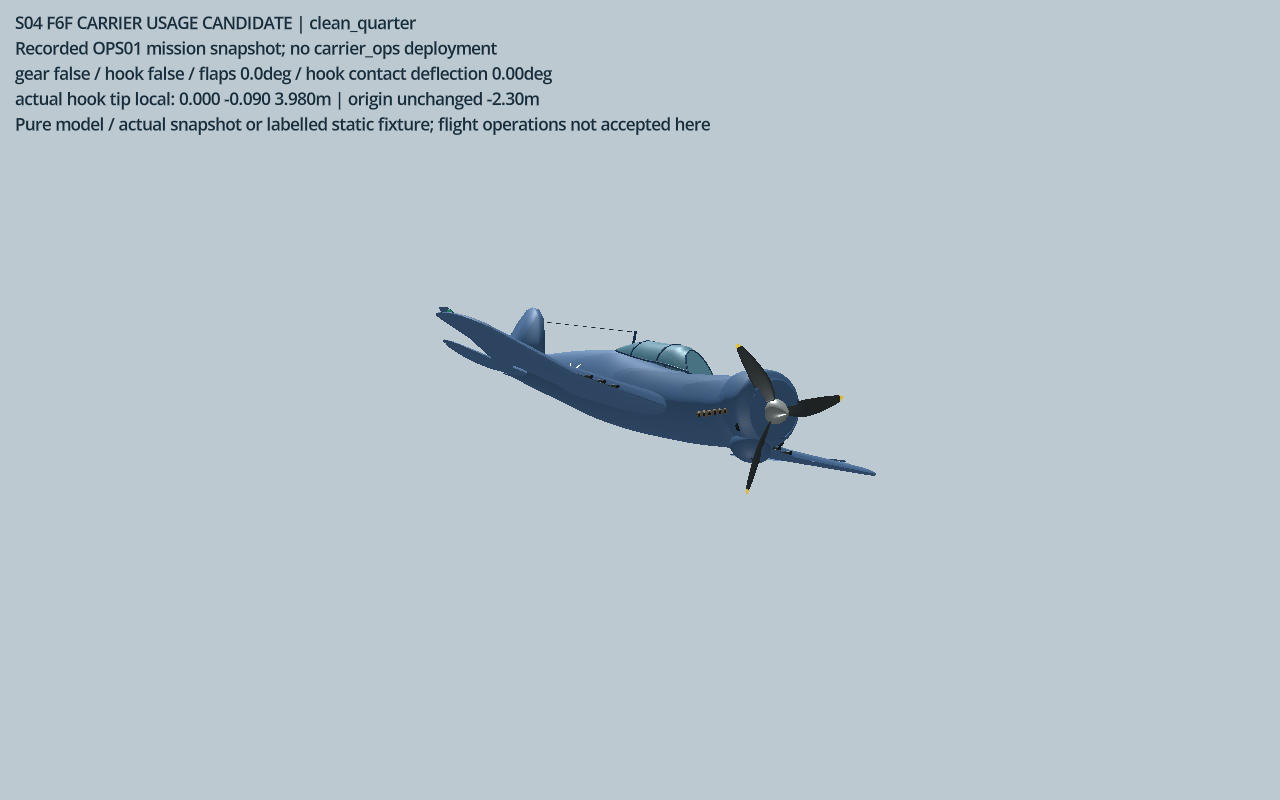 S04 F6F CARRIER USAGE CANDIDATE | clean_quarter
Recorded OPS01 mission snapshot; no carrier_ops deployment
gear false / hook false / flaps 0.0deg / hook contact deflection 0.00deg
actual hook tip local: 0.000 -0.090 3.980m | origin unchanged -2.30m
Pure model / actual snapshot or labelled static fixture; flight operations not accepted here